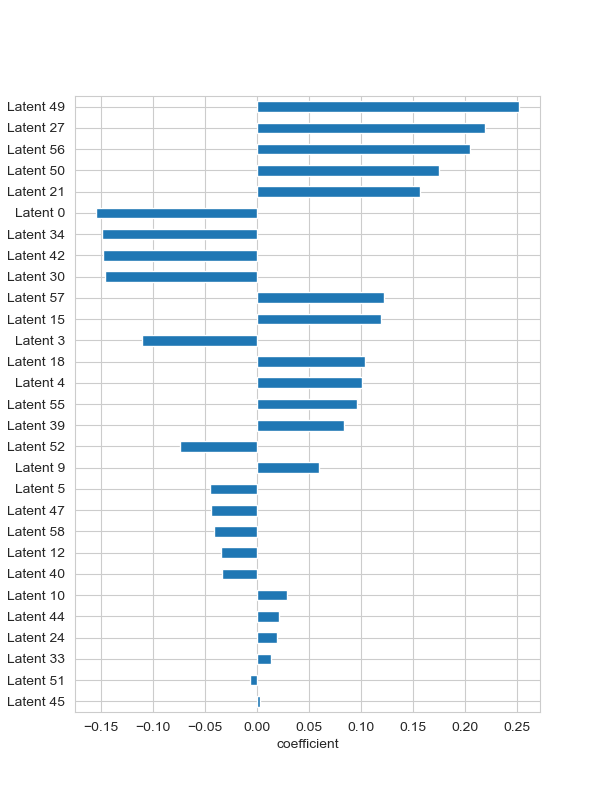 Latent 49
Latent 27
Latent 56
Latent 50
Latent 21
Latent 0
Latent 34
Latent 42
Latent 30
Latent 57
Latent 15
Latent 3
Latent 18
Latent 4
Latent 55
Latent 39
Latent 52
Latent 9
Latent 5
Latent 47
Latent 58
Latent 12
Latent 40
Latent 10
Latent 44
Latent 24
Latent 33
Latent 51
Latent 45
−0.15 −0.10 −0.05 0.00 0.05 0.10 0.15 0.20 0.25
coefficient